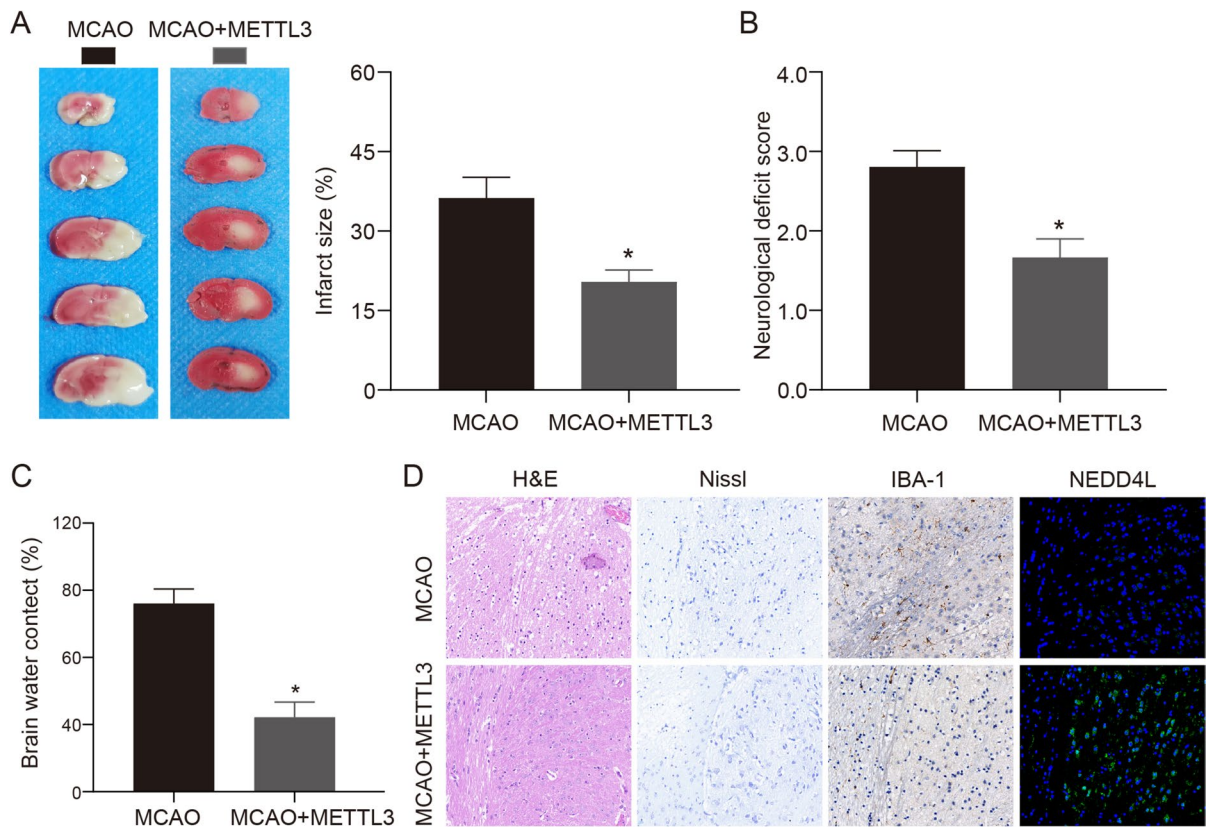 A
MCAO
MCAO+METTL3
Infarct size (%)
60
45
30
15
0
MCAO
MCAO+METTL3
*
B
Neurological deficit score
4.0
3.0
2.0
1.0
0.0
*
MCAO
MCAO+METTL3
C
Brain water contect (%)
120
80
60
40
0
*
MCAO
MCAO+METTL3
D
H&E
Nissl
IBA-1
NEDD4L
MCAO
MCAO+METTL3